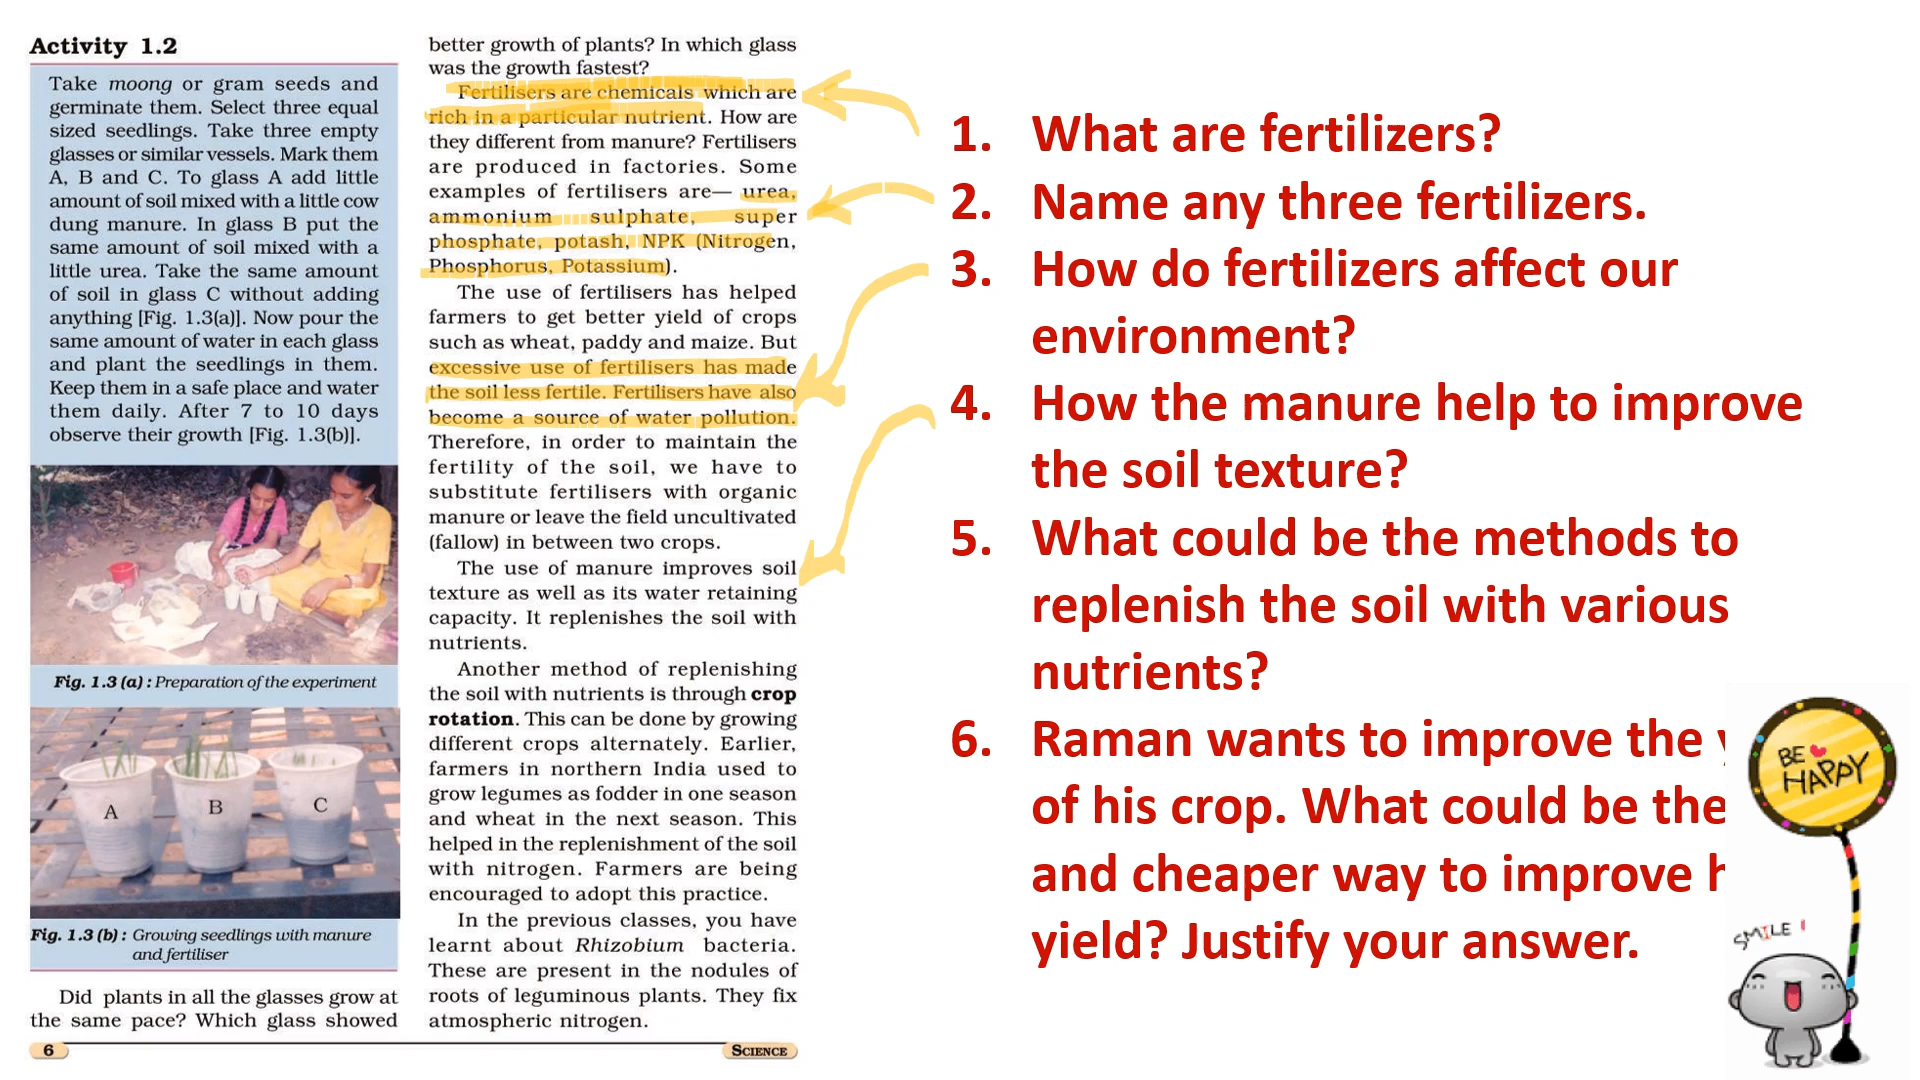 Activity 1.2
Take moong or gram seeds and
germinate them. Select three equal
sized seedlings. Take three empty
glasses or similar vessels. Mark them
A, B and C. To glass A add little
amount of soil mixed with a little cow
dung manure. In glass B put the
same amount of soil mixed with a
little urea. Take the same amount
of soil in glass C without adding
anything [Fig. 1.3(a)]. Now pour the
same amount of water in each glass
and plant the seedlings in them.
Keep them in a safe place and water
them daily. After 7 to 10 days
observe their growth [Fig. 1.3(b)].
Fig. 1.3 (a) : Preparation of the experiment
A
B
C
Fig. 1.3 (b) : Growing seedlings with manure
and fertiliser
Did plants in all the glasses grow at
the same pace? Which glass showed
better growth of plants? In which glass
was the growth fastest?
Fertilisers are chemicals which are
rich in a particular nutrient. How are
they different from manure? Fertilisers
are produced in factories. Some
examples of fertilisers are— urea,
ammonium sulphate, super
phosphate, potash, NPK (Nitrogen,
Phosphorus, Potassium).
The use of fertilisers has helped
farmers to get better yield of crops
such as wheat, paddy and maize. But
excessive use of fertilisers has made
the soil less fertile. Fertilisers have also
become a source of water pollution.
Therefore, in order to maintain the
fertility of the soil, we have to
substitute fertilisers with organic
manure or leave the field uncultivated
(fallow) in between two crops.
The use of manure improves soil
texture as well as its water retaining
capacity. It replenishes the soil with
nutrients.
Another method of replenishing
the soil with nutrients is through crop
rotation. This can be done by growing
different crops alternately. Earlier,
farmers in northern India used to
grow legumes as fodder in one season
and wheat in the next season. This
helped in the replenishment of the soil
with nitrogen. Farmers are being
encouraged to adopt this practice.
In the previous classes, you have
learnt about Rhizobium bacteria.
These are present in the nodules of
roots of leguminous plants. They fix
atmospheric nitrogen.
6
SCIENCE
1. What are fertilizers?
2. Name any three fertilizers.
3. How do fertilizers affect our
environment?
4. How the manure help to improve
the soil texture?
5. What could be the methods to
replenish the soil with various
nutrients?
6. Raman wants to improve the
of his crop. What could be the
and cheaper way to improve
yield? Justify your answer.
BE
HAPPY
SMILE !